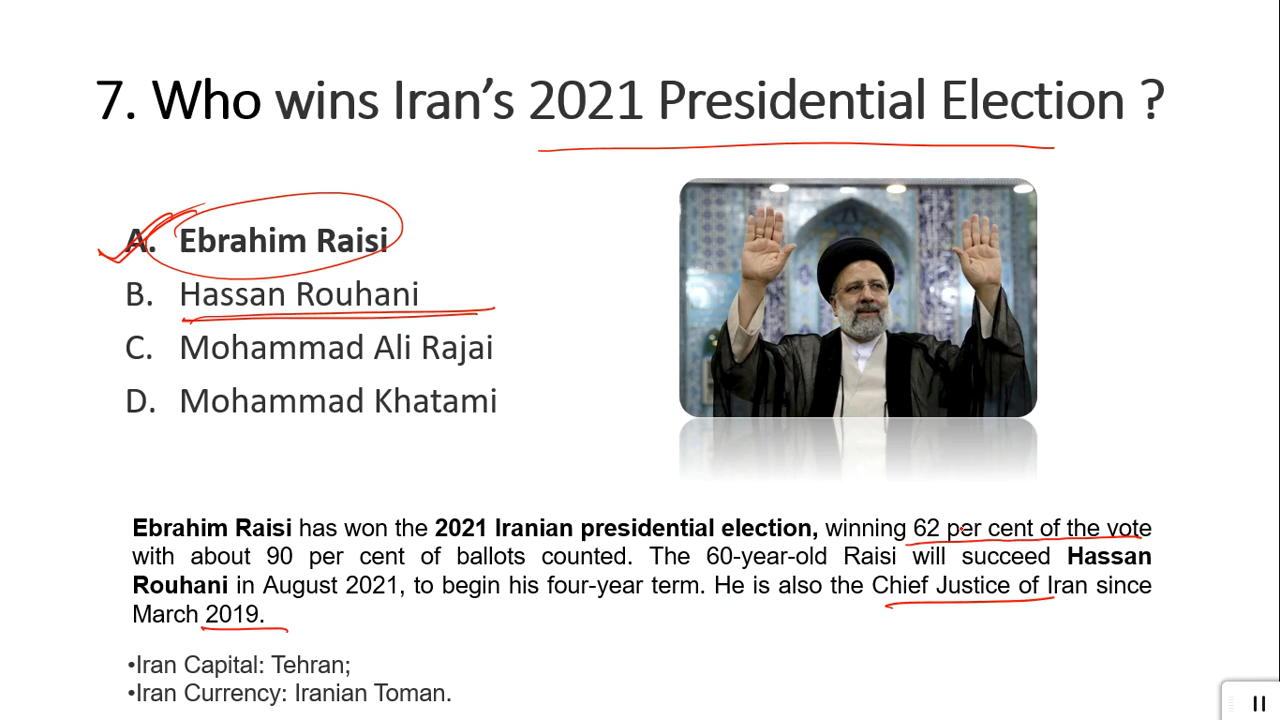 7. Who wins Iran's 2021 Presidential Election ?
A. Ebrahim Raisi
B. Hassan Rouhani
C. Mohammad Ali Rajai
D. Mohammad Khatami
Ebrahim Raisi has won the 2021 Iranian presidential election, winning 62 per cent of the vote
with about 90 per cent of ballots counted. The 60-year-old Raisi will succeed Hassan
Rouhani in August 2021, to begin his four-year term. He is also the Chief Justice of Iran since
March 2019.
•Iran Capital: Tehran;
•Iran Currency: Iranian Toman.